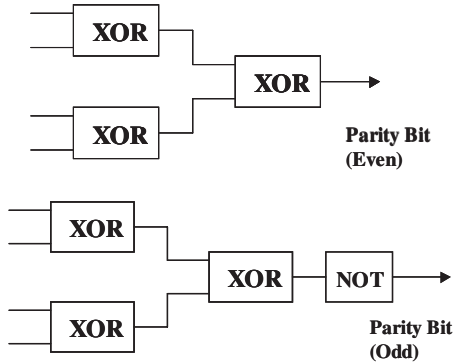 XOR
XOR
XOR
Parity Bit
(Even)
XOR
XOR
NOT
XOR
Parity Bit
(Odd)